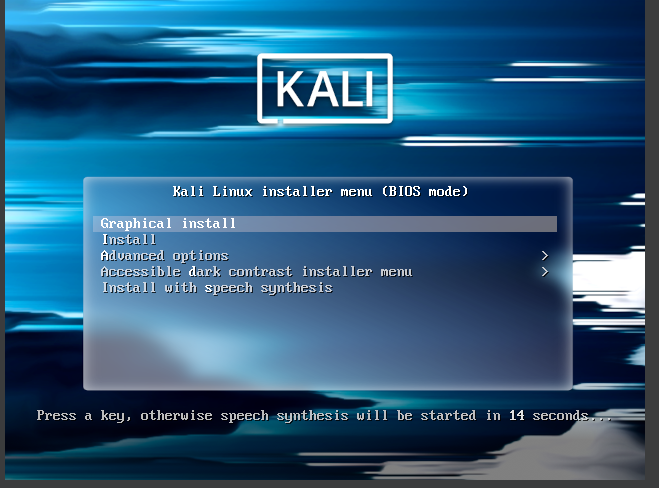 KALI
Kali Linux installer menu (BIOS mode)
Graphical install
Install
Advanced options >
Accessible dark contrast installer menu >
Install with speech synthesis
Press a key, otherwise speech synthesis will be started in 14 seconds...